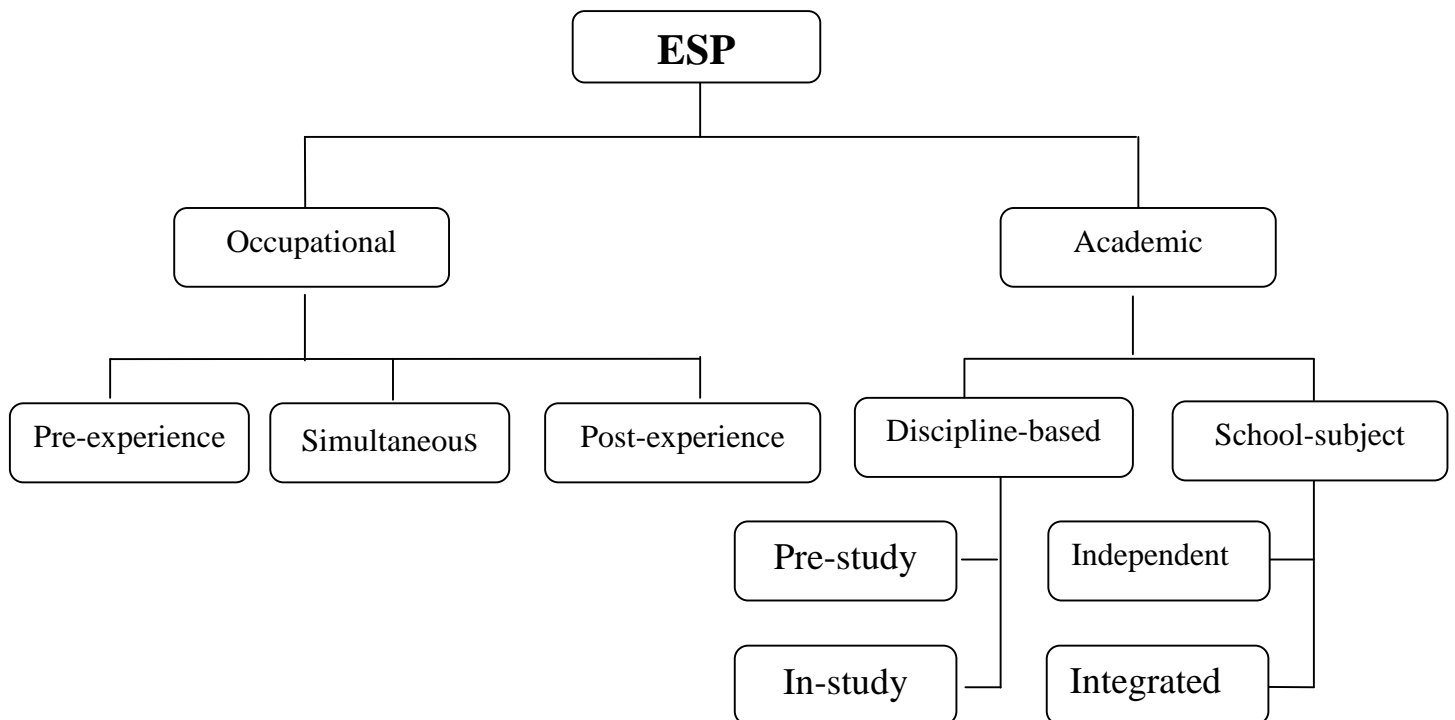 ESP
Occupational
Academic
Pre-experience
Simultaneous
Post-experience
Discipline-based
School-subject
Pre-study
Independent
In-study
Integrated